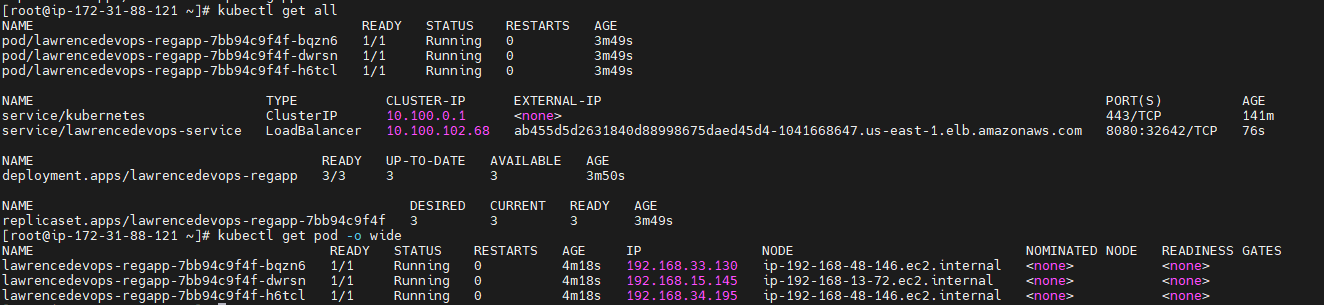 [root@ip-172-31-88-121 ~]# kubectl get all
NAME READY STATUS RESTARTS AGE
pod/lawrencedevops-regapp-7bb94c9f4f-bqzn6 1/1 Running 0 3m49s
pod/lawrencedevops-regapp-7bb94c9f4f-dwrsn 1/1 Running 0 3m49s
pod/lawrencedevops-regapp-7bb94c9f4f-h6tcl 1/1 Running 0 3m49s
NAME TYPE CLUSTER-IP EXTERNAL-IP PORT(S) AGE
service/kubernetes ClusterIP 10.100.0.1 <none> 443/TCP 141m
service/lawrencedevops-service LoadBalancer 10.100.102.68 ab455d5d2631840d88998675daed45d4-1041668647.us-east-1.elb.amazonaws.com 8080:32642/TCP 76s
NAME READY UP-TO-DATE AVAILABLE AGE
deployment.apps/lawrencedevops-regapp 3/3 3 3 3m50s
NAME DESIRED CURRENT READY AGE
replicaset.apps/lawrencedevops-regapp-7bb94c9f4f 3 3 3 3m49s
[root@ip-172-31-88-121 ~]# kubectl get pod -o wide
NAME READY STATUS RESTARTS AGE IP NODE NOMINATED NODE READINESS GATES
lawrencedevops-regapp-7bb94c9f4f-bqzn6 1/1 Running 0 4m18s 192.168.33.130 ip-192-168-48-146.ec2.internal <none> <none>
lawrencedevops-regapp-7bb94c9f4f-dwrsn 1/1 Running 0 4m18s 192.168.15.145 ip-192-168-13-72.ec2.internal <none> <none>
lawrencedevops-regapp-7bb94c9f4f-h6tcl 1/1 Running 0 4m18s 192.168.34.195 ip-192-168-48-146.ec2.internal <none> <none>